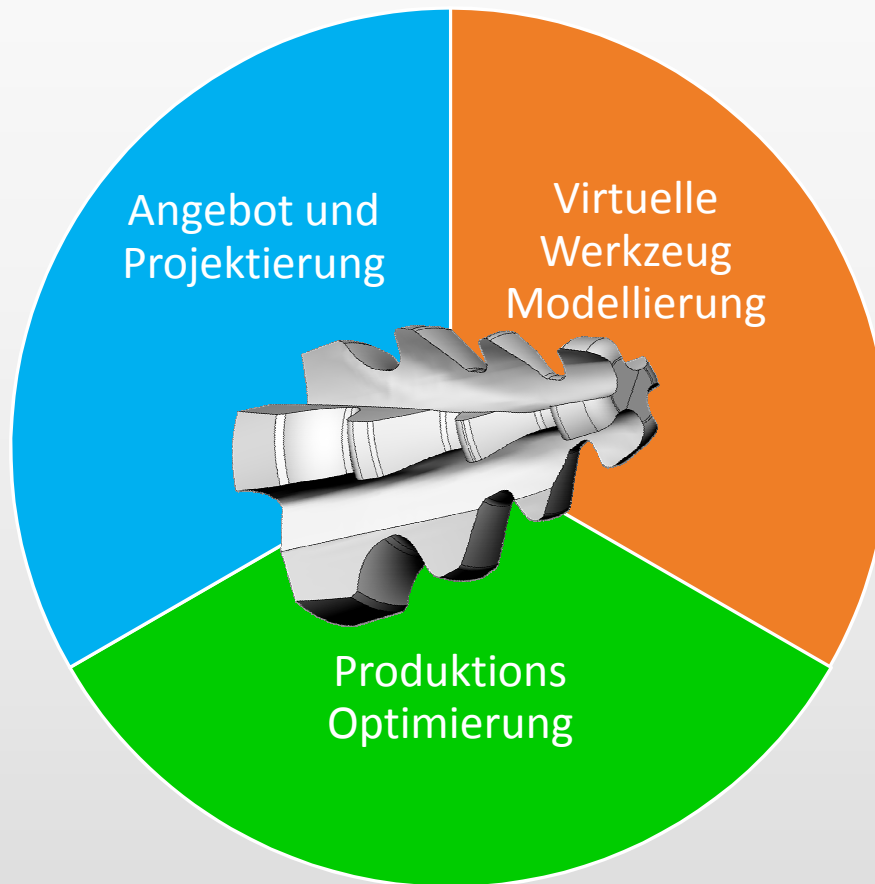 Angebot und
Projektierung
Virtuelle
Werkzeug
Modellierung
Produktions
Optimierung